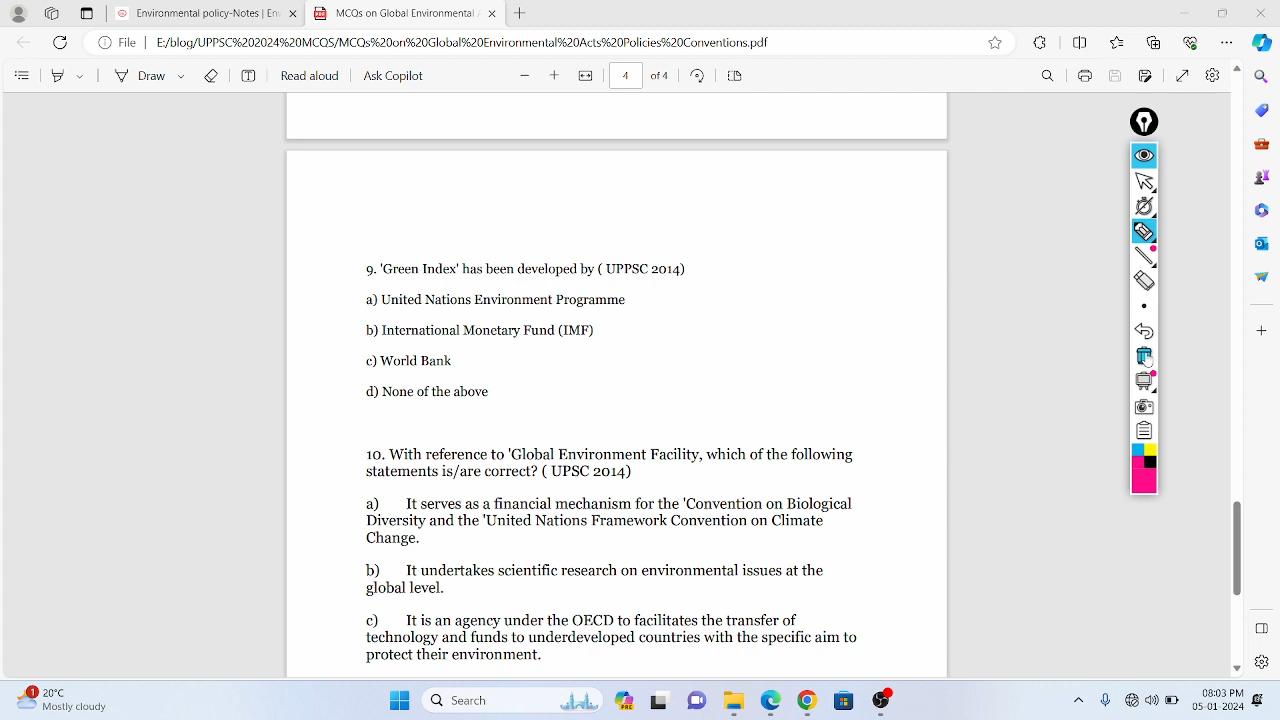 Environmental policy-Notes | En
MCQs on Global Environmental
File
E:/blog/UPPSC%202024%20MCQS/MCQs%20on%20Global%20Environmental%20Acts%20Policies%20Conventions.pdf
Draw
Read aloud
Ask Copilot
4 of 4
9. 'Green Index' has been developed by ( UPPSC 2014)
a) United Nations Environment Programme
b) International Monetary Fund (IMF)
c) World Bank
d) None of the above
10. With reference to 'Global Environment Facility, which of the following
statements is/are correct? ( UPSC 2014)
a) It serves as a financial mechanism for the 'Convention on Biological
Diversity and the 'United Nations Framework Convention on Climate
Change.
b) It undertakes scientific research on environmental issues at the
global level.
c) It is an agency under the OECD to facilitates the transfer of
technology and funds to underdeveloped countries with the specific aim to
protect their environment.
1
20°C
Mostly cloudy
Search
PRE
08:03 PM
05-01-2024